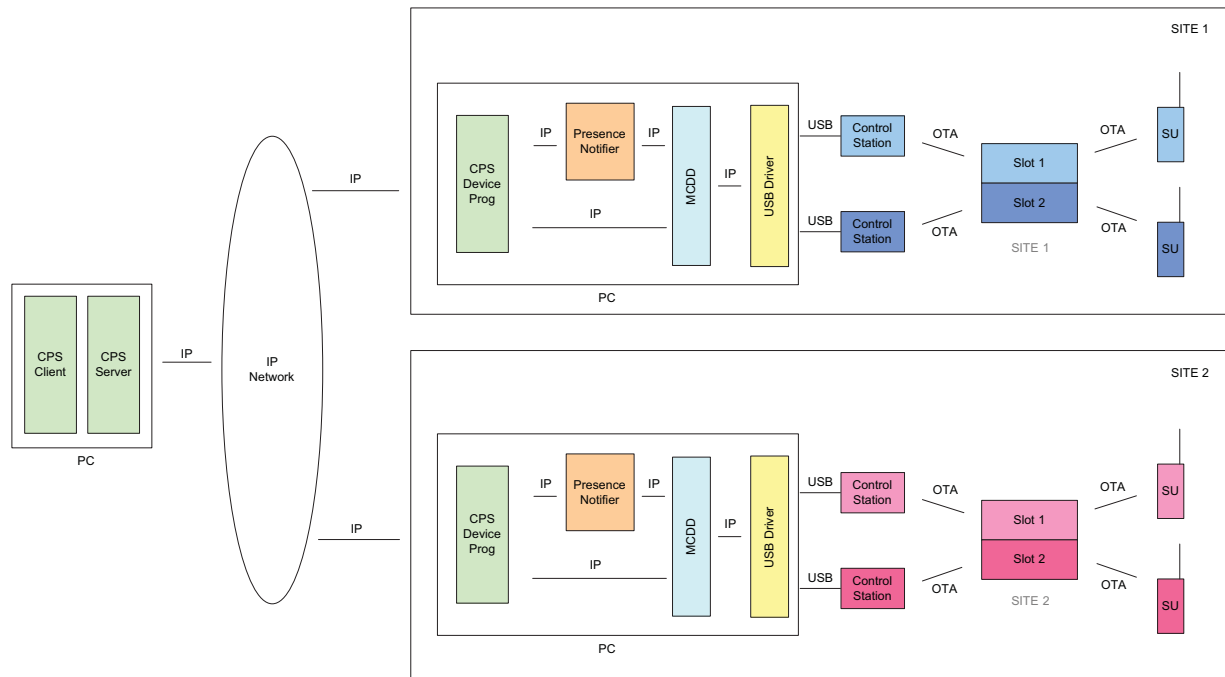 SITE 1
CPS
Device
Prog
IP
Presence
Notifier
IP
MCDD
IP
USB Driver
IP
USB
Control
Station
OTA
USB
Control
Station
OTA
Slot 1
Slot 2
SITE 1
OTA
SU
OTA
SU
PC
IP
CPS
Client
CPS
Server
PC
IP
IP
Network
IP
SITE 2
CPS
Device
Prog
IP
Presence
Notifier
IP
MCDD
IP
USB Driver
IP
USB
Control
Station
OTA
USB
Control
Station
OTA
Slot 1
Slot 2
SITE 2
OTA
SU
OTA
SU
PC